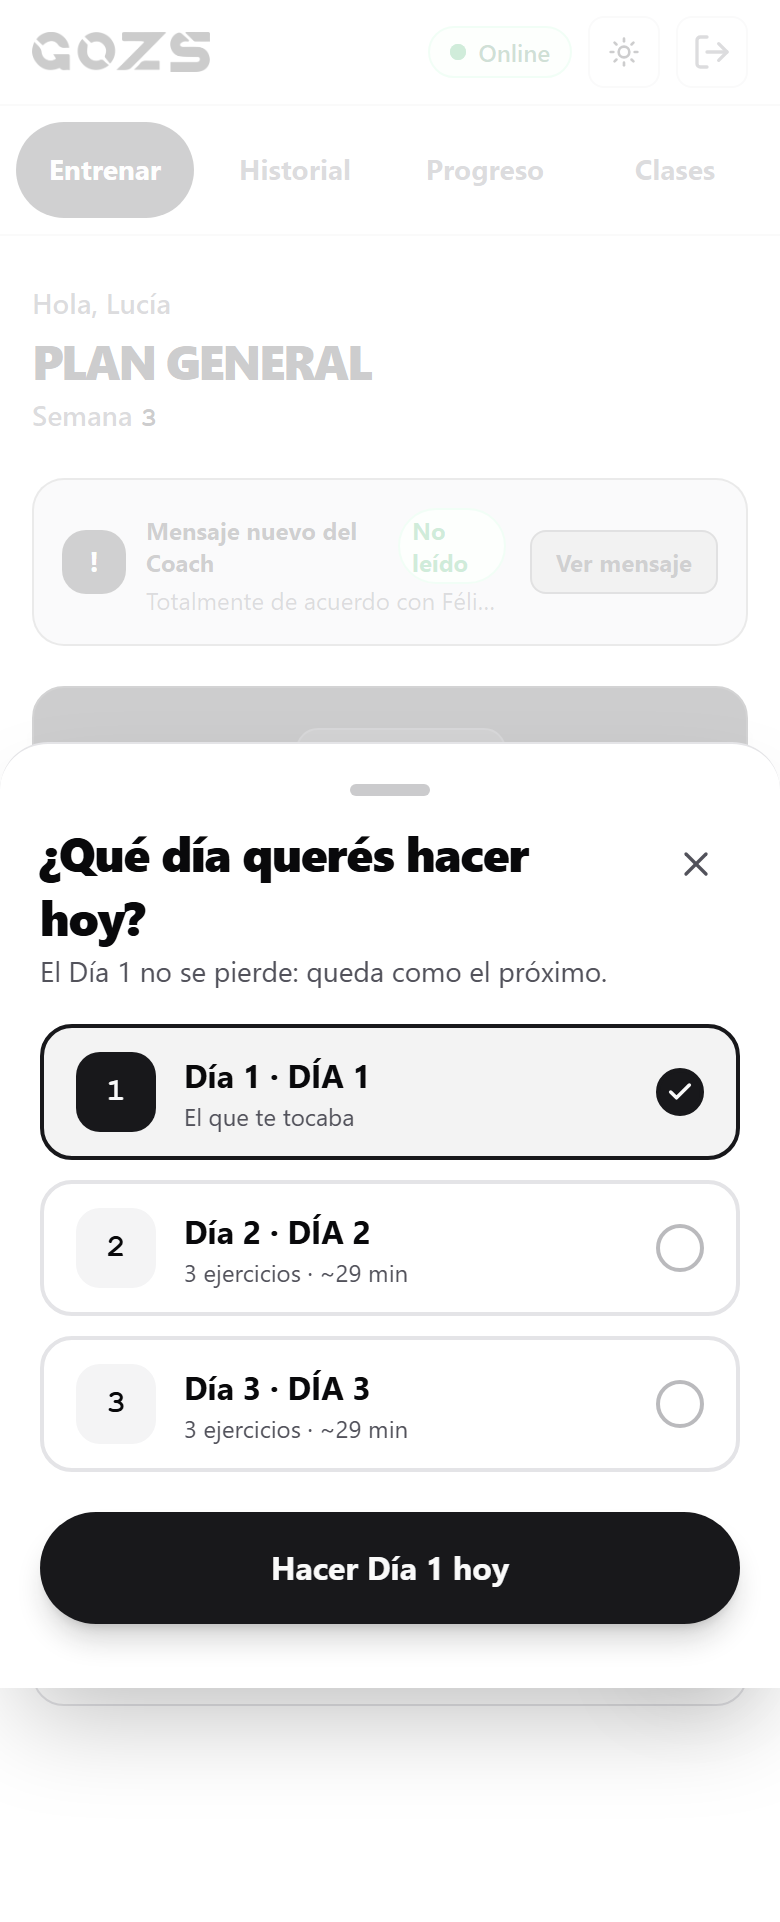 GOZS
Online
Entrenar
Historial
Progreso
Clases
Hola, Lucía
PLAN GENERAL
Semana 3
!
Mensaje nuevo del
Coach
No
leído
Totalmente de acuerdo con Féli...
Ver mensaje
¿Qué día querés hacer
hoy?
El Día 1 no se pierde: queda como el próximo.
1
Día 1 · DÍA 1
El que te tocaba
2
Día 2 · DÍA 2
3 ejercicios · ~29 min
3
Día 3 · DÍA 3
3 ejercicios · ~29 min
Hacer Día 1 hoy